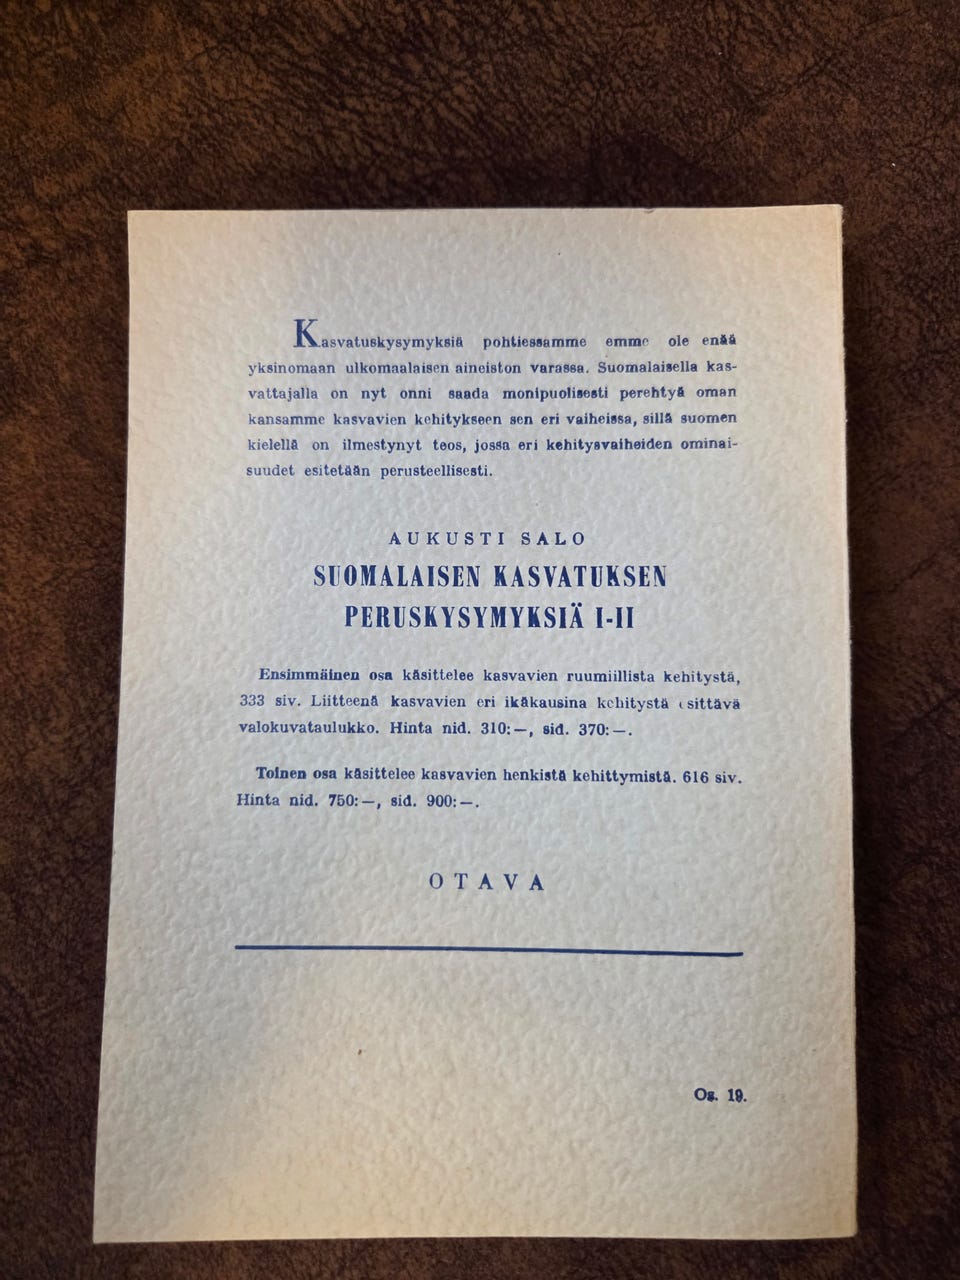 Kasvatuskysymyksiä pohtiessamme emme ole enää
yksinomaan ulkomaalaisen aineiston varassa. Suomalaisella kas-
vattajalla on nyt onni saada monipuolisesti perehtyä oman
kansamme kasvavien kehitykseen sen eri vaiheissa, sillä suomen
kielellä on ilmestynyt teos, jossa eri kehitysvaiheiden ominai-
suudet esitetään perusteellisesti.
AUKUSTI SALO
SUOMALAISEN KASVATUKSEN
PERUSKYSYMYKSIÄ I-II
Ensimmäinen osa käsittelee kasvavien ruumiillista kehitystä,
333 siv. Liitteenä kasvavien eri ikäkausina kehitystä esittävä
valokuvataulukko. Hinta nid. 310:—, sid. 370:—.
Toinen osa käsittelee kasvavien henkistä kehittymistä. 616 siv.
Hinta nid. 750:—, sid. 900:—.
OTAVA
Os. 19.